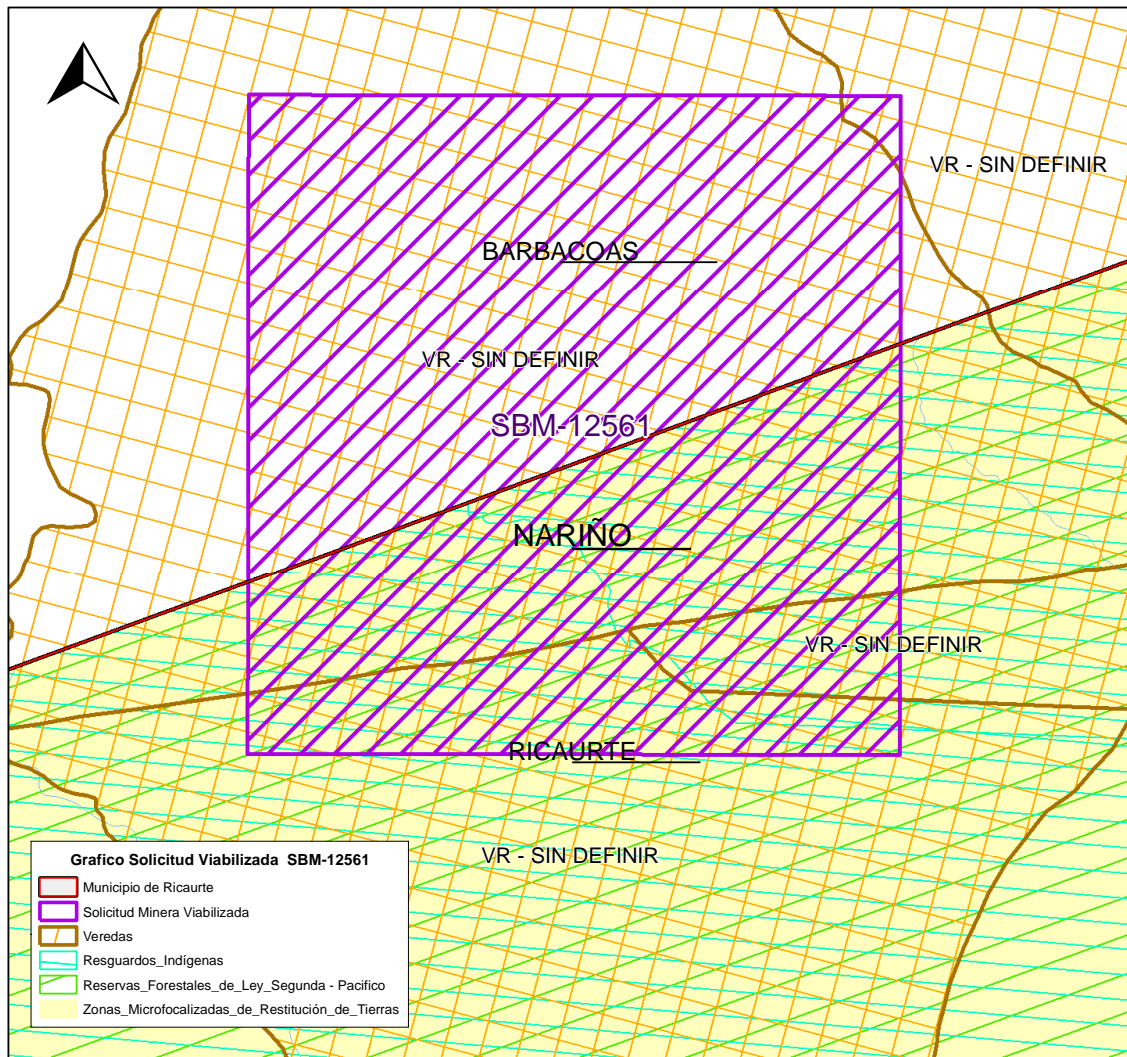 VR - SIN DEFINIR
BARBACOAS
VR - SIN DEFINIR
SBM-12561
NARIÑO
VR - SIN DEFINIR
RICAURTE
VR - SIN DEFINIR
Grafico Solicitud Viabilizada SBM-12561
Municipio de Ricaurte
Solicitud Minera Viabilizada
Veredas
Resguardos_Indígenas
Reservas_Forestales_de_Ley_Segunda - Pacifico
Zonas_Microfocalizadas_de_Restitución_de_Tierras